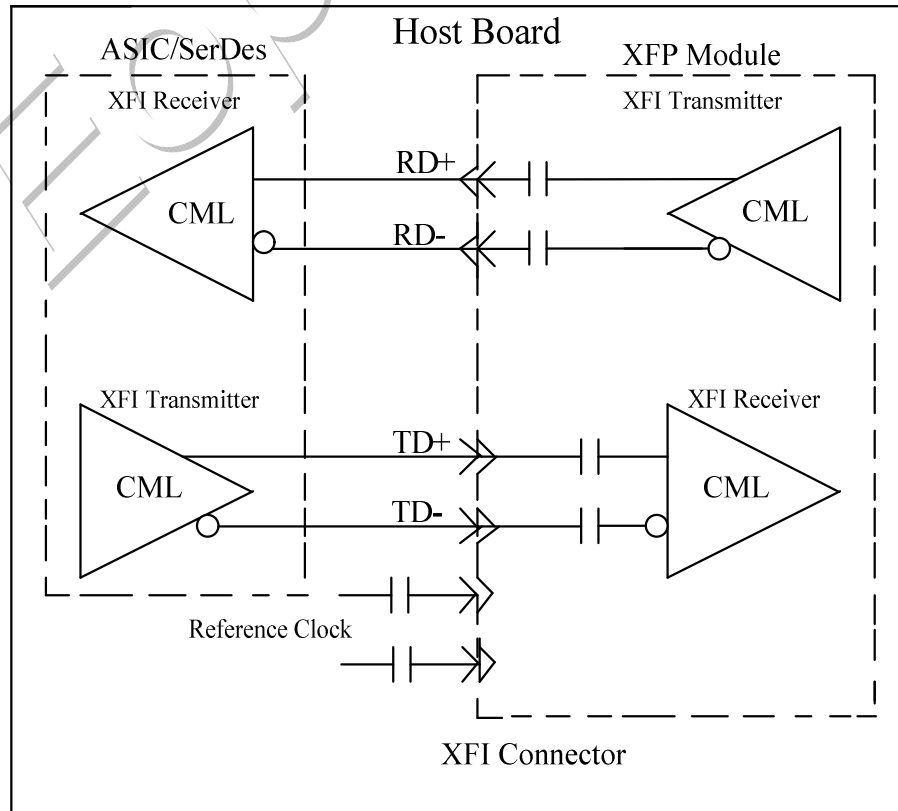 Host Board
ASIC/SerDes
XFP Module
XFI Receiver
XFI Transmitter
RD+
CML
CML
RD-
XFI Transmitter
XFI Receiver
TD+
CML
CML
TD-
Reference Clock
XFI Connector